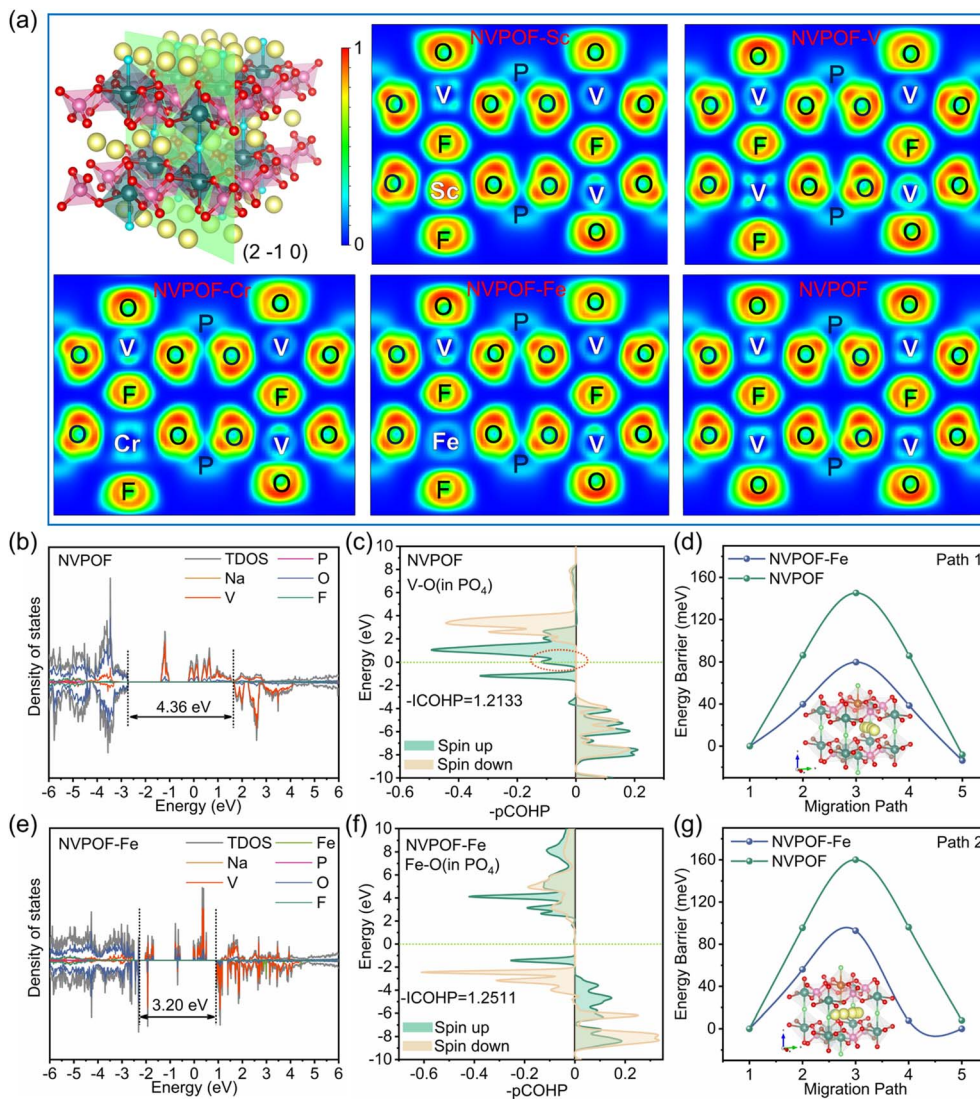 (a)
(2 -1 0)
1
0
NVPOF-Sc
O O
P
V V
O O O O
F F
O O O O
Sc V
P
F O
NVPOF-V
O O
P
V V
O O O O
F F
O O O O
V V
P
F O
NVPOF-Cr
O O
P
V V
O O O O
F F
O O O O
Cr V
P
F O
NVPOF-Fe
O O
P
V V
O O O O
F F
O O O O
Fe V
P
F O
NVPOF
O O
P
V V
O O O O
F F
O O O O
V V
P
O O
(b)
NVPOF
TDOS P
Na O
V F
4.36 eV
Density of states
-6 -5 -4 -3 -2 -1 0 1 2 3 4 5 6
Energy (eV)
(c)
NVPOF
V-O(in PO4)
-ICOHP=1.2133
Spin up
Spin down
Energy (eV)
10
8
6
4
2
0
-2
-4
-6
-8
-10
-0.6 -0.4 -0.2 0 0.2
-pCOHP
(d)
NVPOF-Fe
NVPOF
Path 1
Energy Barrier (meV)
160
120
80
40
0
1 2 3 4 5
Migration Path
(e)
NVPOF-Fe
TDOS Fe
Na P
V O
F
3.20 eV
Density of states
-6 -5 -4 -3 -2 -1 0 1 2 3 4 5 6
Energy (eV)
(f)
NVPOF-Fe
Fe-O(in PO4)
-ICOHP=1.2511
Spin up
Spin down
Energy (eV)
10
8
6
4
2
0
-2
-4
-6
-8
-10
-0.6 -0.4 -0.2 0 0.2
-pCOHP
(g)
NVPOF-Fe
NVPOF
Path 2
Energy Barrier (meV)
160
120
80
40
0
1 2 3 4 5
Migration Path